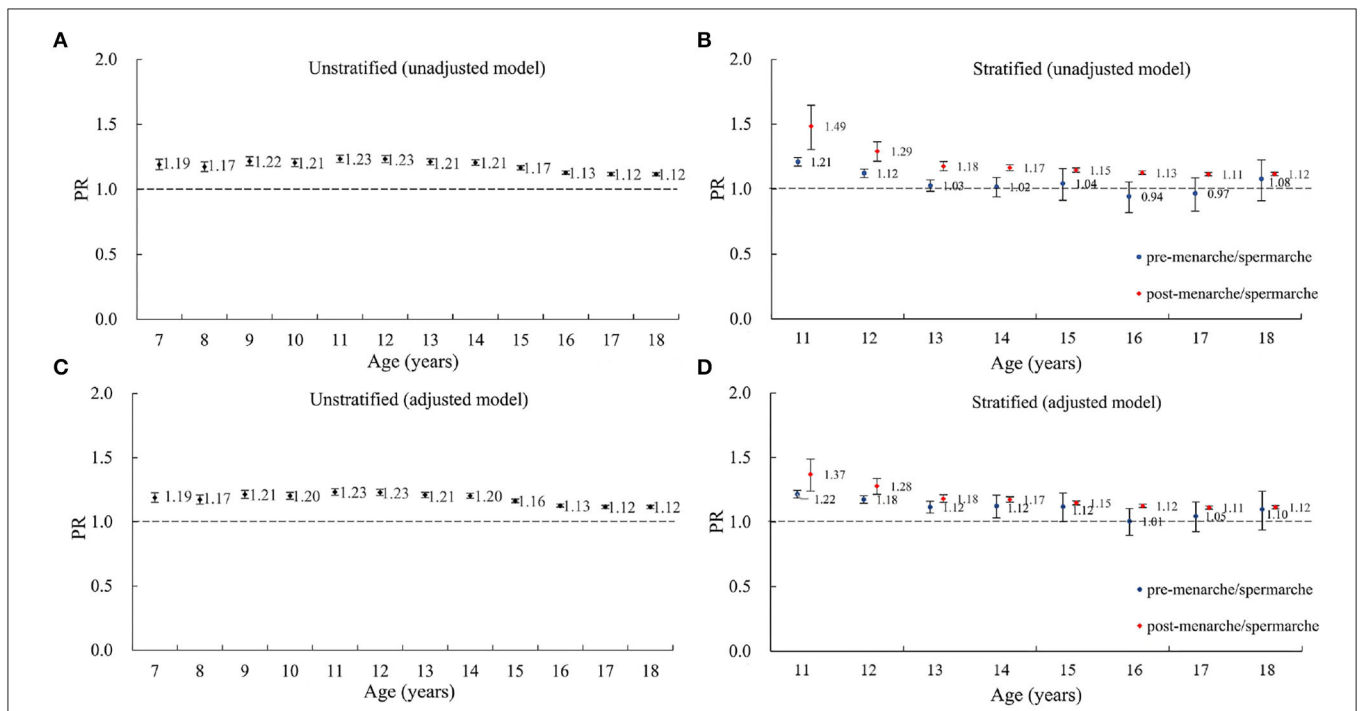 A
2.0
Unstratified (unadjusted model)
1.5
PR
1.19 1.17 1.22 1.21 1.23 1.23 1.21 1.21 1.17 1.13 1.12 1.12
1.0
0.5
0.0
7 8 9 10 11 12 13 14 15 16 17 18
Age (years)
B
2.0
Stratified (unadjusted model)
1.5
PR
1.49 1.29 1.18 1.17 1.15 1.13 1.11 1.12
1.21 1.12 1.03 1.02 1.04 0.94 0.97 1.08
1.0
0.5
pre-menarche/spermarche
post-menarche/spermarche
0.0
11 12 13 14 15 16 17 18
Age (years)
C
2.0
Unstratified (adjusted model)
1.5
PR
1.19 1.17 1.21 1.20 1.23 1.23 1.21 1.20 1.16 1.13 1.12 1.12
1.0
0.5
0.0
7 8 9 10 11 12 13 14 15 16 17 18
Age (years)
D
2.0
Stratified (adjusted model)
1.5
PR
1.37 1.28 1.18 1.17 1.15 1.12 1.11 1.12
1.22 1.18 1.12 1.12 1.12 1.01 1.05 1.10
1.0
0.5
pre-menarche/spermarche
post-menarche/spermarche
0.0
11 12 13 14 15 16 17 18
Age (years)